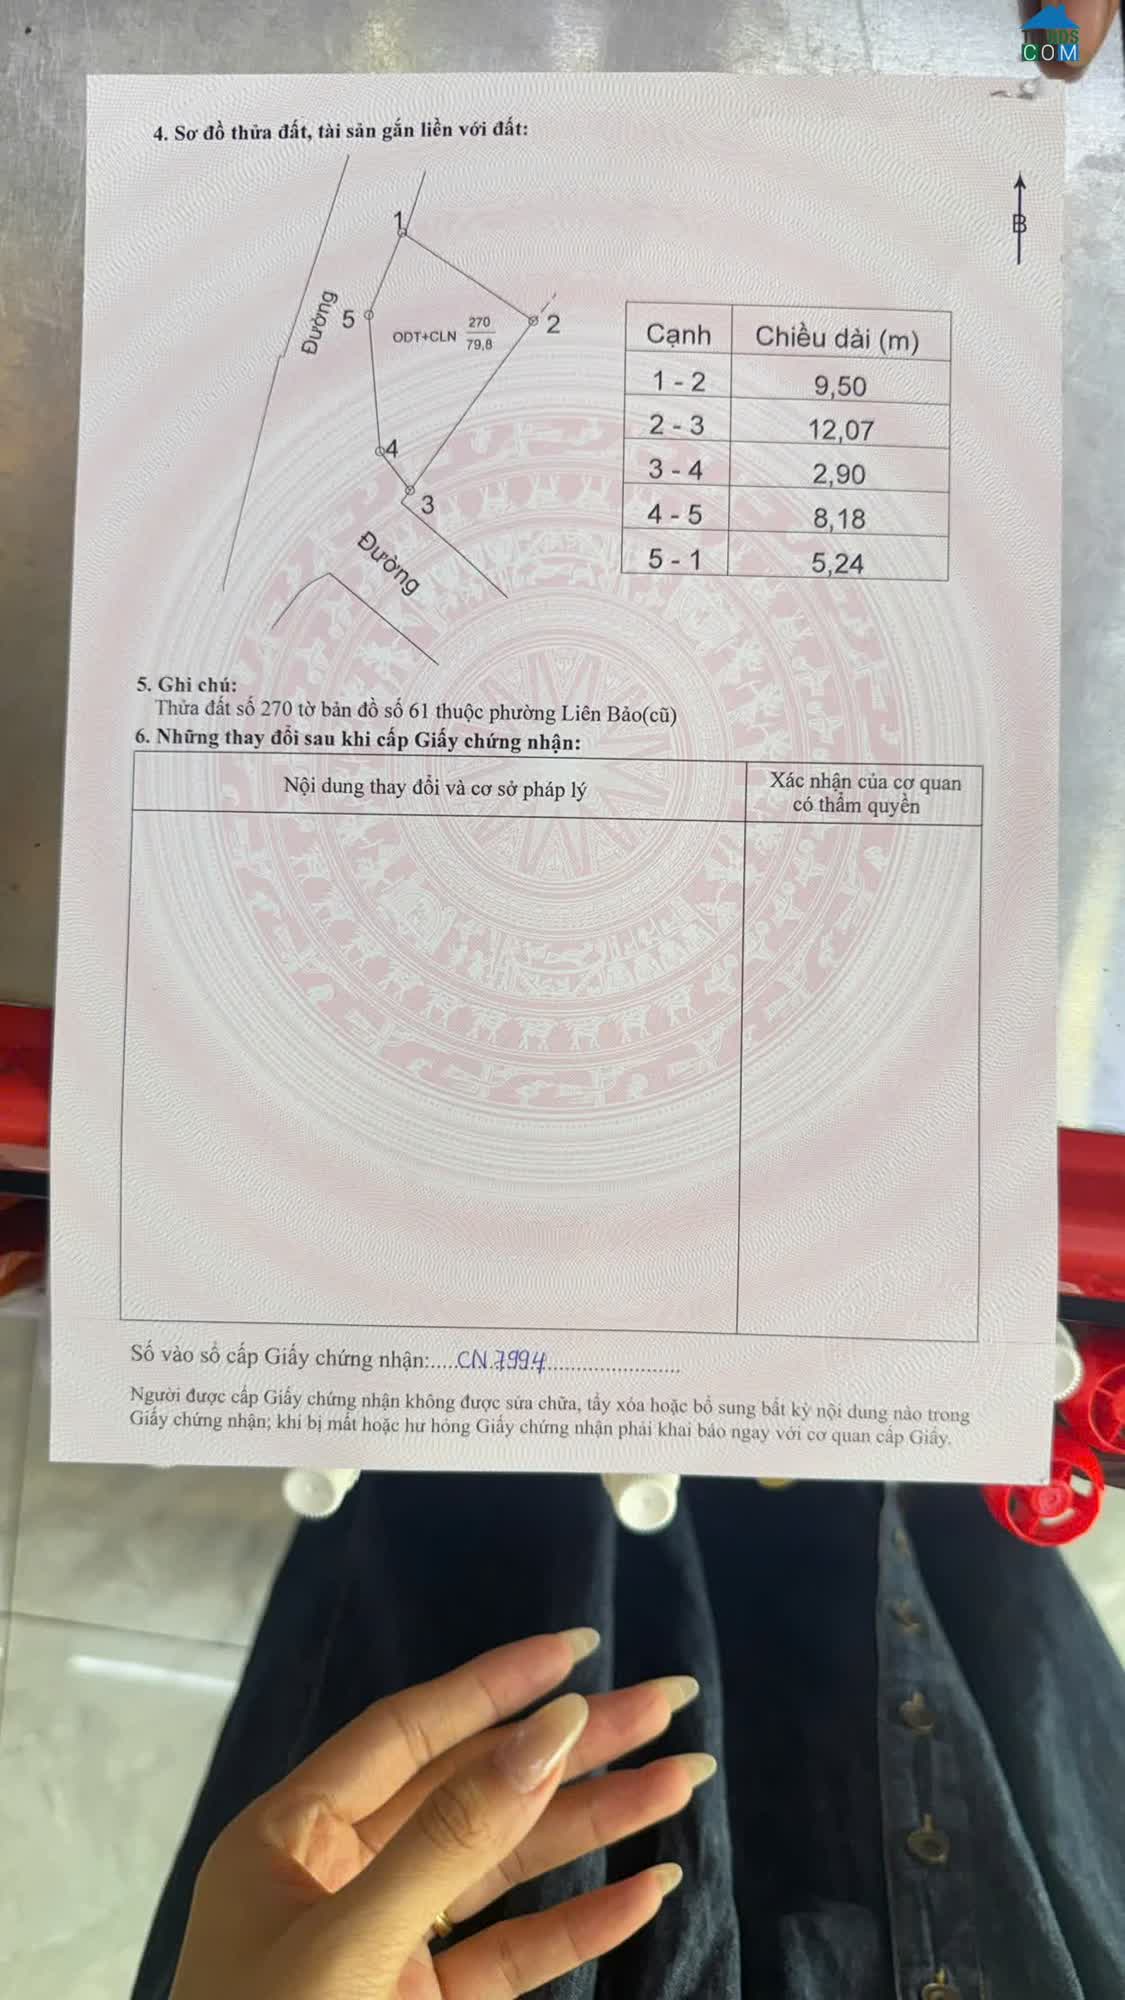 COM
4. Sơ đồ thửa đất, tài sản gắn liền với đất:
B
1
Đường
5
ODT+CLN 270
79,8
2
4
3
Đường
Cạnh Chiều dài (m)
1 - 2 9,50
2 - 3 12,07
3 - 4 2,90
4 - 5 8,18
5 - 1 5,24
5. Ghi chú:
Thửa đất số 270 tờ bản đồ số 61 thuộc phường Liên Bảo(cũ)
6. Những thay đổi sau khi cấp Giấy chứng nhận:
Nội dung thay đổi và cơ sở pháp lý
Xác nhận của cơ quan
có thẩm quyền
Số vào sổ cấp Giấy chứng nhận:.....CN.7994......................
Người được cấp Giấy chứng nhận không được sửa chữa, tẩy xóa hoặc bổ sung bất kỳ nội dung nào trong
Giấy chứng nhận; khi bị mất hoặc hư hỏng Giấy chứng nhận phải khai báo ngay với cơ quan cấp Giấy.